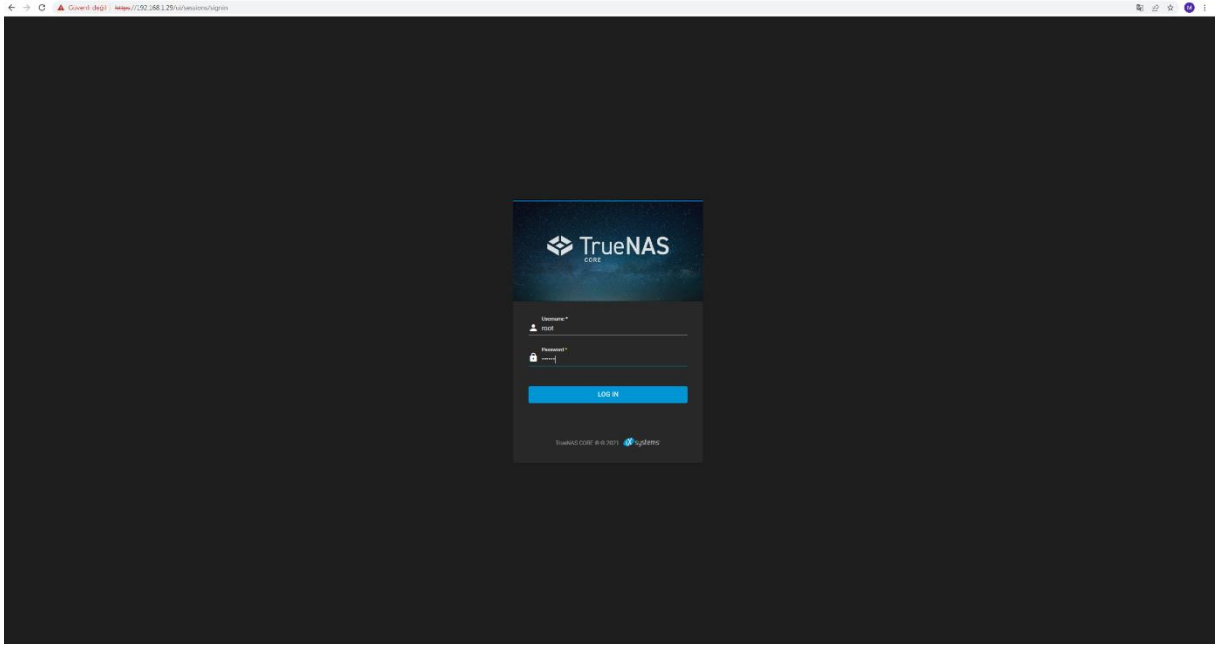 Güvenli değil | https://192.168.1.29/ui/sessions/signin
M
TrueNAS
CORE
Username *
root
Password *
LOG IN
TrueNAS CORE ® © 2021
iXsystems